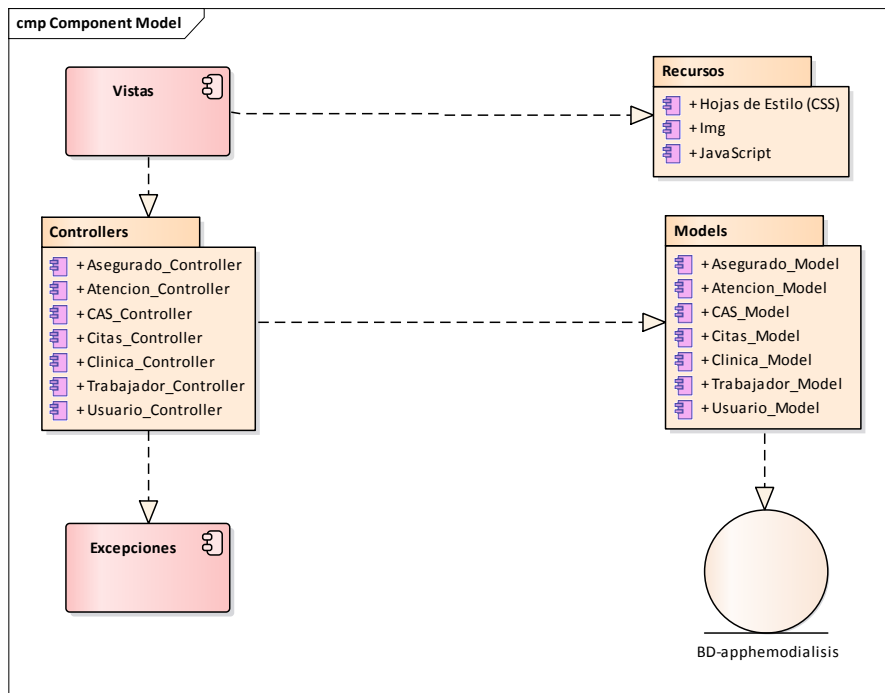 cmp Component Model
Vistas
Recursos
+ Hojas de Estilo (CSS)
+ Img
+ JavaScript
Controllers
+ Asegurado_Controller
+ Atencion_Controller
+ CAS_Controller
+ Citas_Controller
+ Clinica_Controller
+ Trabajador_Controller
+ Usuario_Controller
Models
+ Asegurado_Model
+ Atencion_Model
+ CAS_Model
+ Citas_Model
+ Clinica_Model
+ Trabajador_Model
+ Usuario_Model
Excepciones
BD-apphemodialisis